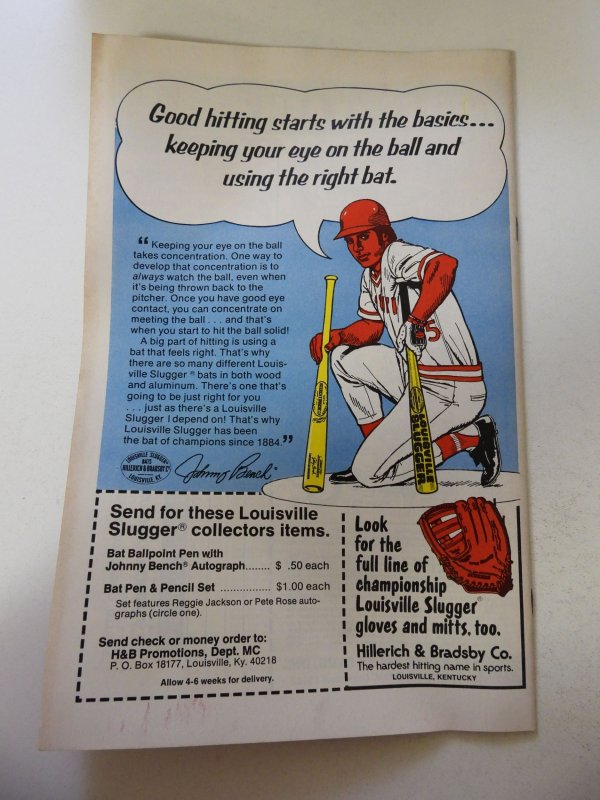 Good hitting starts with the basics...
keeping your eye on the ball and
using the right bat.
“ Keeping your eye on the ball
takes concentration. One way to
develop that concentration is to
always watch the ball, even when
it's being thrown back to the
pitcher. Once you have good eye
contact, you can concentrate on
meeting the ball . . . and that's
when you start to hit the ball solid!
A big part of hitting is using a
bat that feels right. That's why
there are so many different Louis-
ville Slugger ® bats in both wood
and aluminum. There's one that's
going to be just right for you
. . . just as there's a Louisville
Slugger I depend on! That's why
Louisville Slugger has been
the bat of champions since 1884.”
LOUISVILLE SLUGGER
BATS
HILLERICH & BRADSBY Co
LOUISVILLE, KY.
Johnny Bench
5
LOUISVILLE
SLUGGER
Send for these Louisville
Slugger® collectors items.
Bat Ballpoint Pen with
Johnny Bench® Autograph....... $ .50 each
Bat Pen & Pencil Set ................ $1.00 each
Set features Reggie Jackson or Pete Rose auto-
graphs (circle one).
Send check or money order to:
H&B Promotions, Dept. MC
P. O. Box 18177, Louisville, Ky. 40218
Allow 4-6 weeks for delivery.
Look
for the
full line of
championship
Louisville Slugger®
gloves and mitts, too.
Hillerich & Bradsby Co.
The hardest hitting name in sports.
LOUISVILLE, KENTUCKY